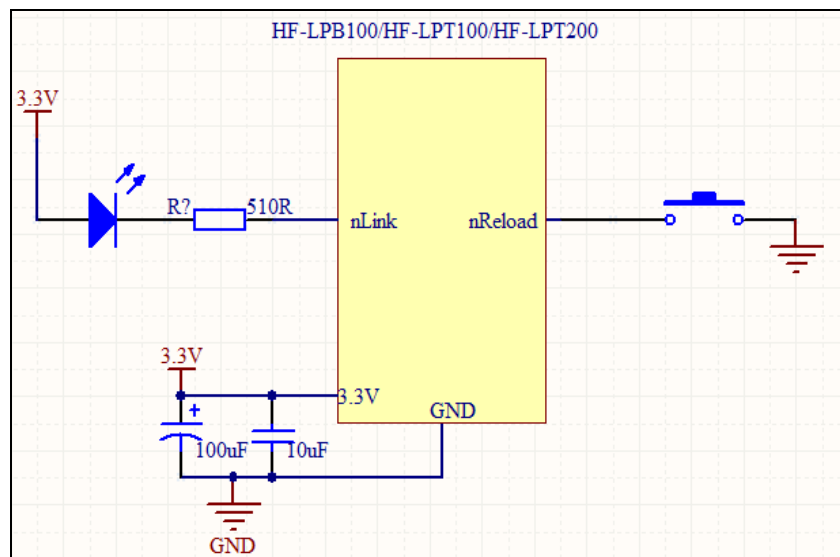 HF-LPB100/HF-LPT100/HF-LPT200
3.3V
R?
510R
nLink
nReload
3.3V
3.3V
GND
+
100uF
10uF
GND